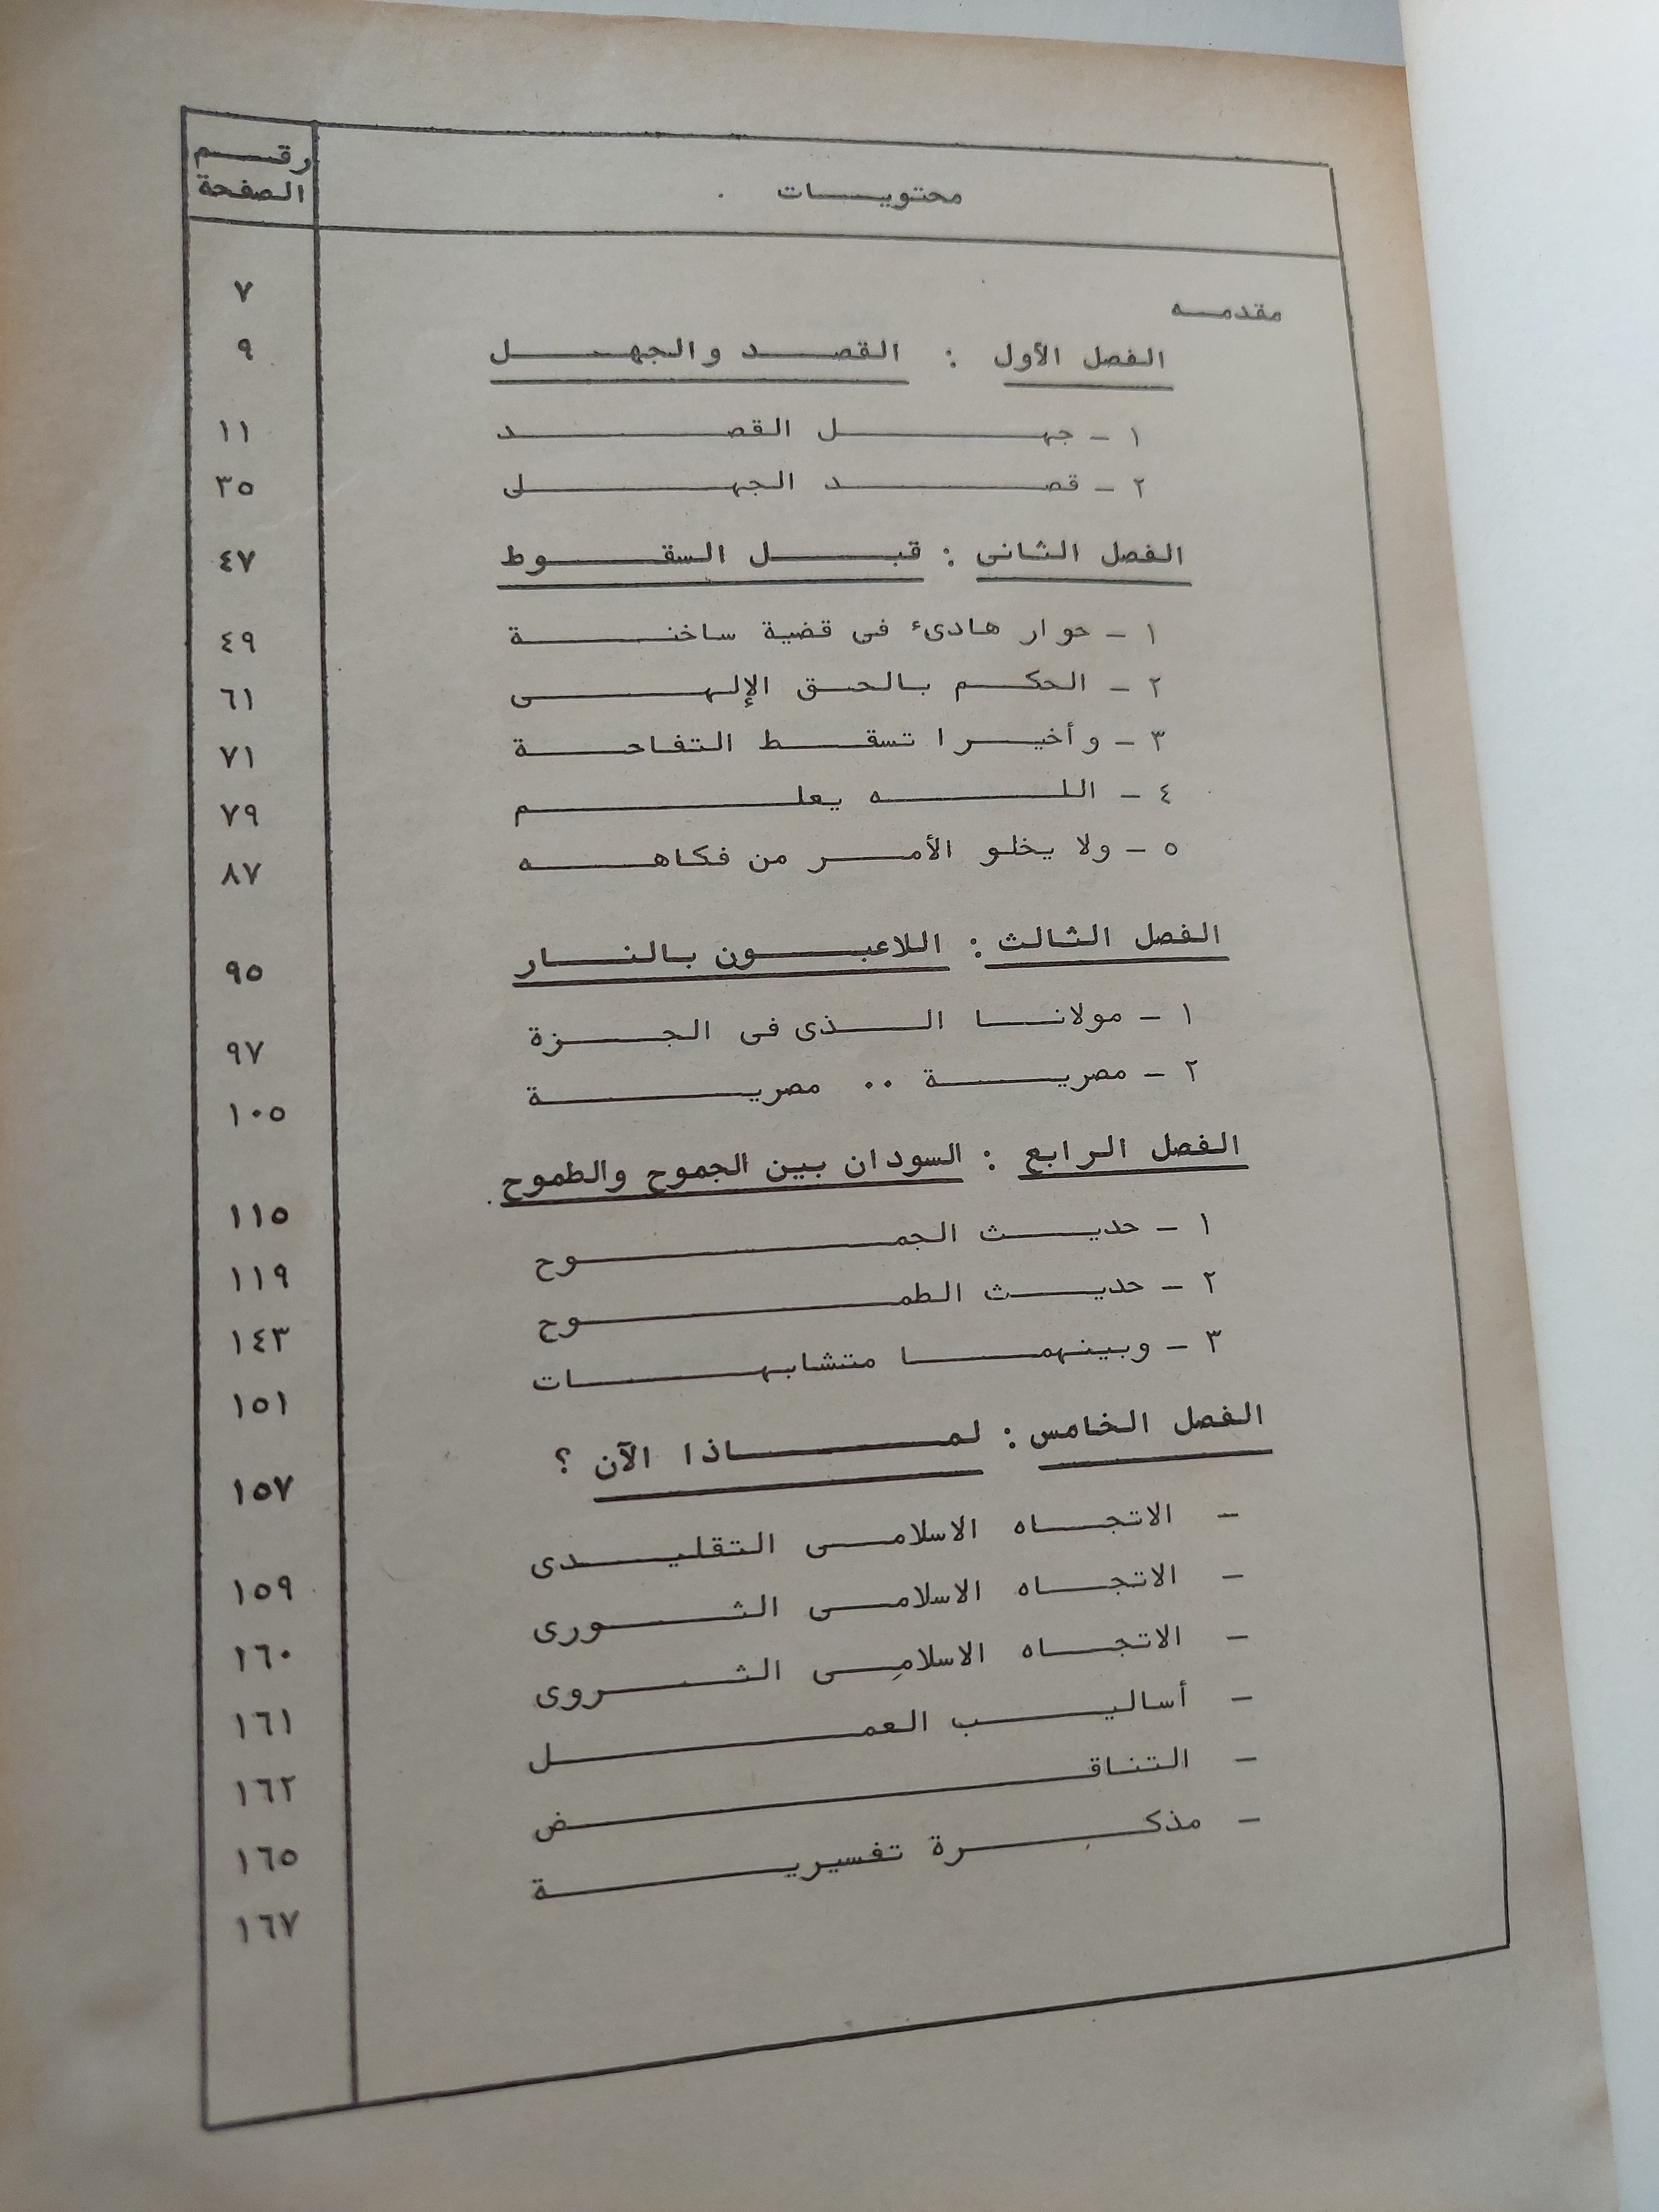 محتويات
رقم
الصفحة
مقدمه ٧
الفصل الأول : القصد والجهل ٩
١ - جهل القصد ١١
٢ - قصد الجهلى ٣٥
الفصل الثانى : قبل السقوط ٤٧
١ - حوار هادىء فى قضية ساخنة ٤٩
٢ - الحكم بالحق الإلهى ٦١
٣ - وأخيرا تسقط التفاحة ٧١
٤ - الله يعلم ٧٩
٥ - ولا يخلو الأمر من فكاهه ٨٧
الفصل الثالث : اللاعبون بالنار ٩٥
١ - مولانا الذى فى الجزة ٩٧
٢ - مصرية .. مصرية ١٠٥
الفصل الرابع : السودان بين الجموح والطموح ١١٥
١ - حديث الجموح ١١٩
٢ - حديث الطموح ١٤٣
٣ - وبينهما متشابهات ١٥١
الفصل الخامس : لماذا الآن ؟ ١٥٧
- الاتجاه الاسلامى التقليدى ١٥٩
- الاتجاه الاسلامى الثورى ١٦٠
- الاتجاه الاسلامى الثروى ١٦١
- أساليب العمل ١٦٢
- التناقض ١٦٥
- مذكرة تفسيرية ١٦٧